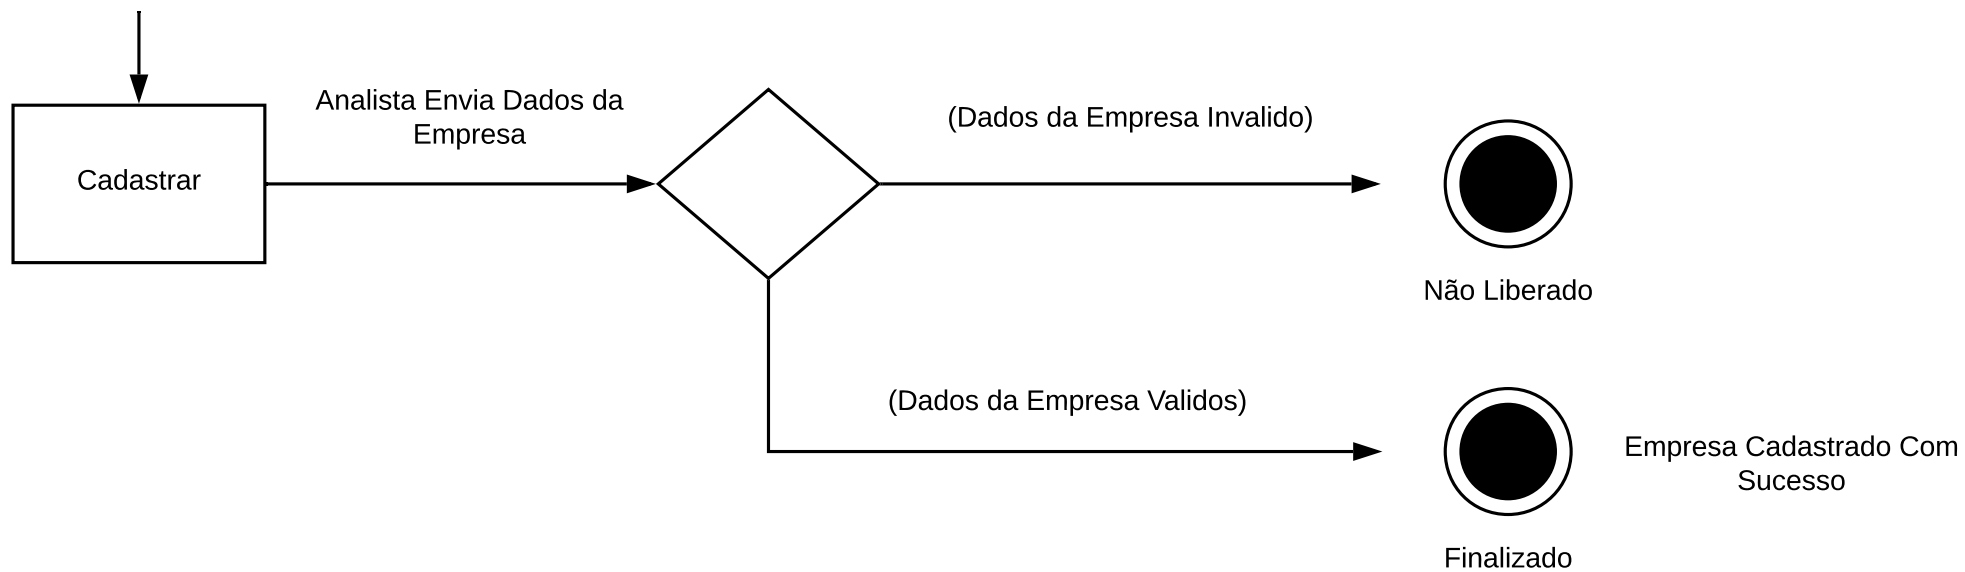 Cadastrar
Analista Envia Dados da
Empresa
(Dados da Empresa Invalido)
Não Liberado
(Dados da Empresa Validos)
Empresa Cadastrado Com
Sucesso
Finalizado